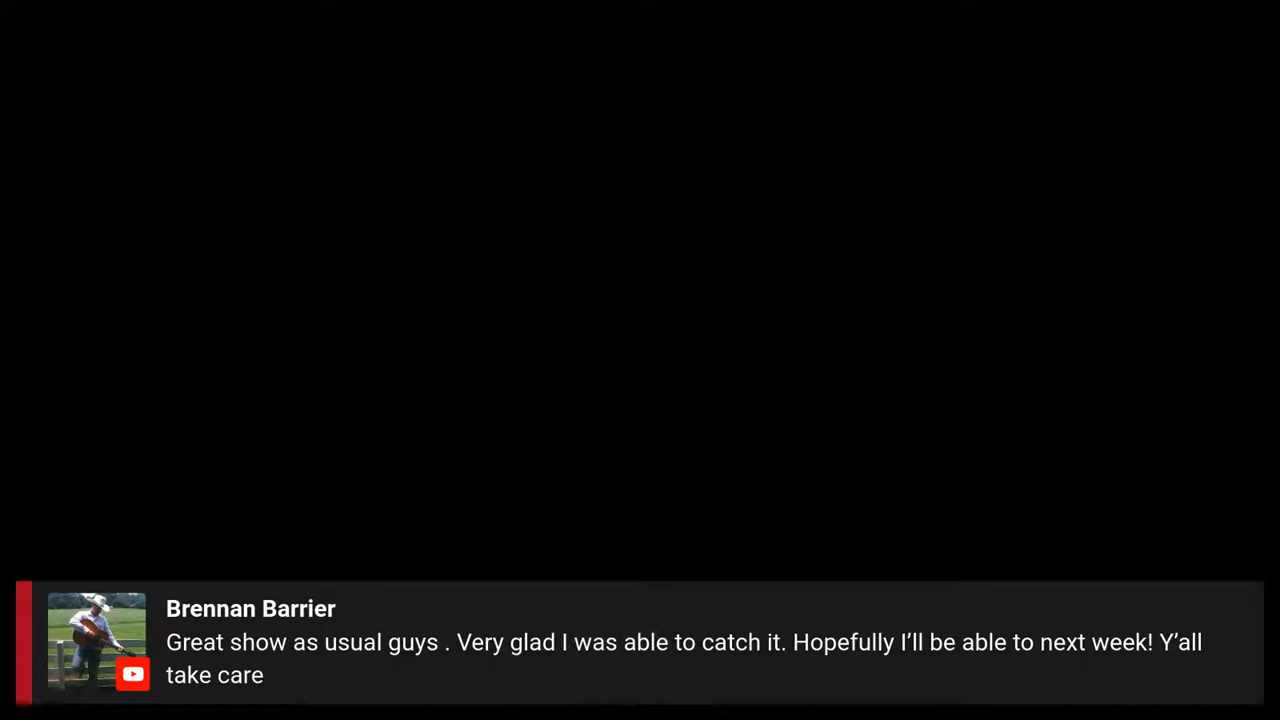 Brennan Barrier
Great show as usual guys . Very glad I was able to catch it. Hopefully I’ll be able to next week! Y’all
take care